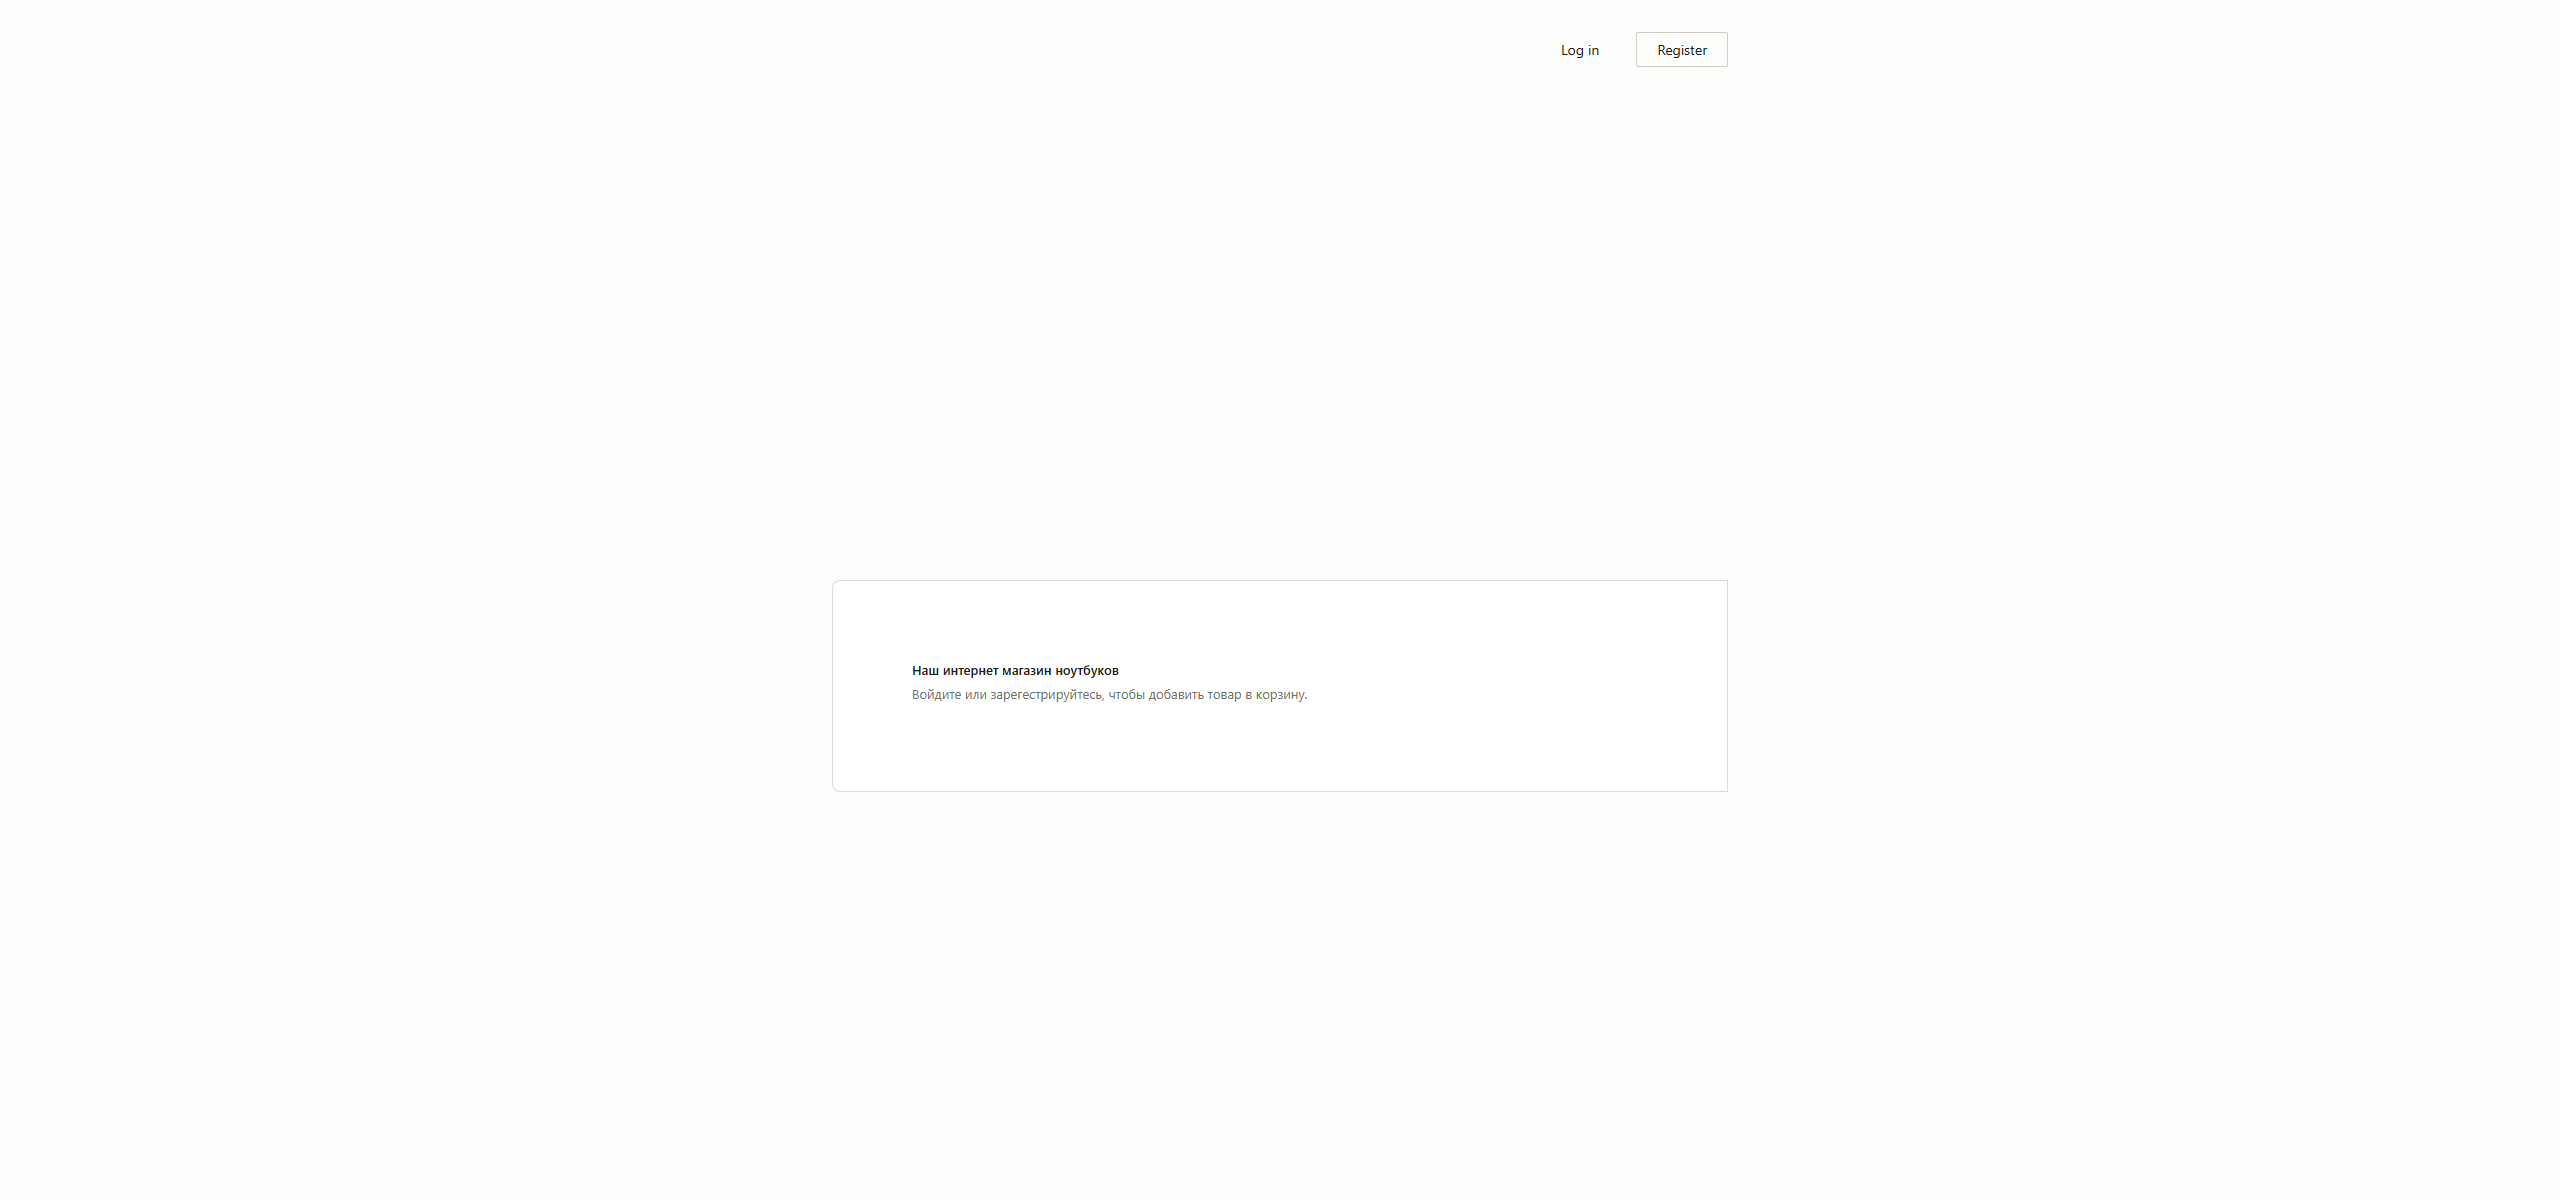 Log in
Register
Наш интернет магазин ноутбуков
Войдите или зарегестрируйтесь, чтобы добавить товар в корзину.